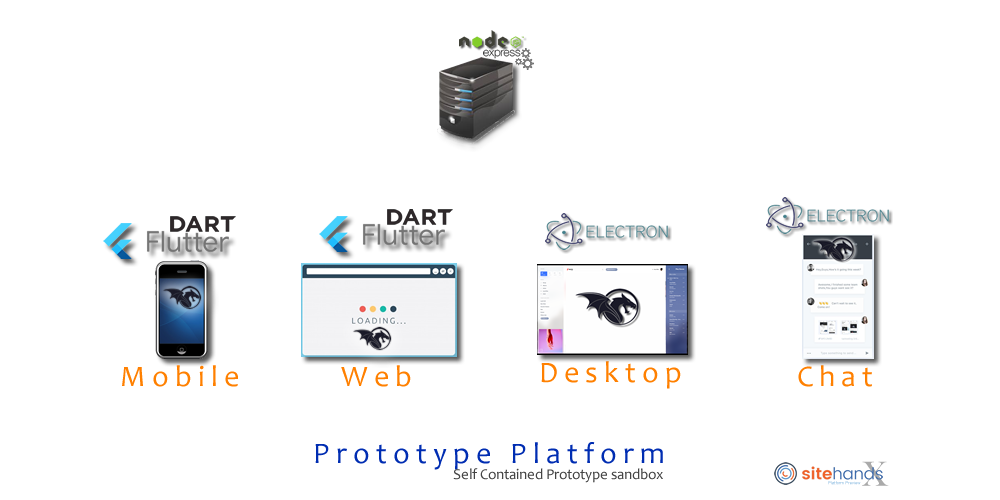 node
express
DART
Flutter
DART
Flutter
ELECTRON
ELECTRON
LOADING...
Mobile
Web
Desktop
Chat
Prototype Platform
Self Contained Prototype sandbox
sitehands X